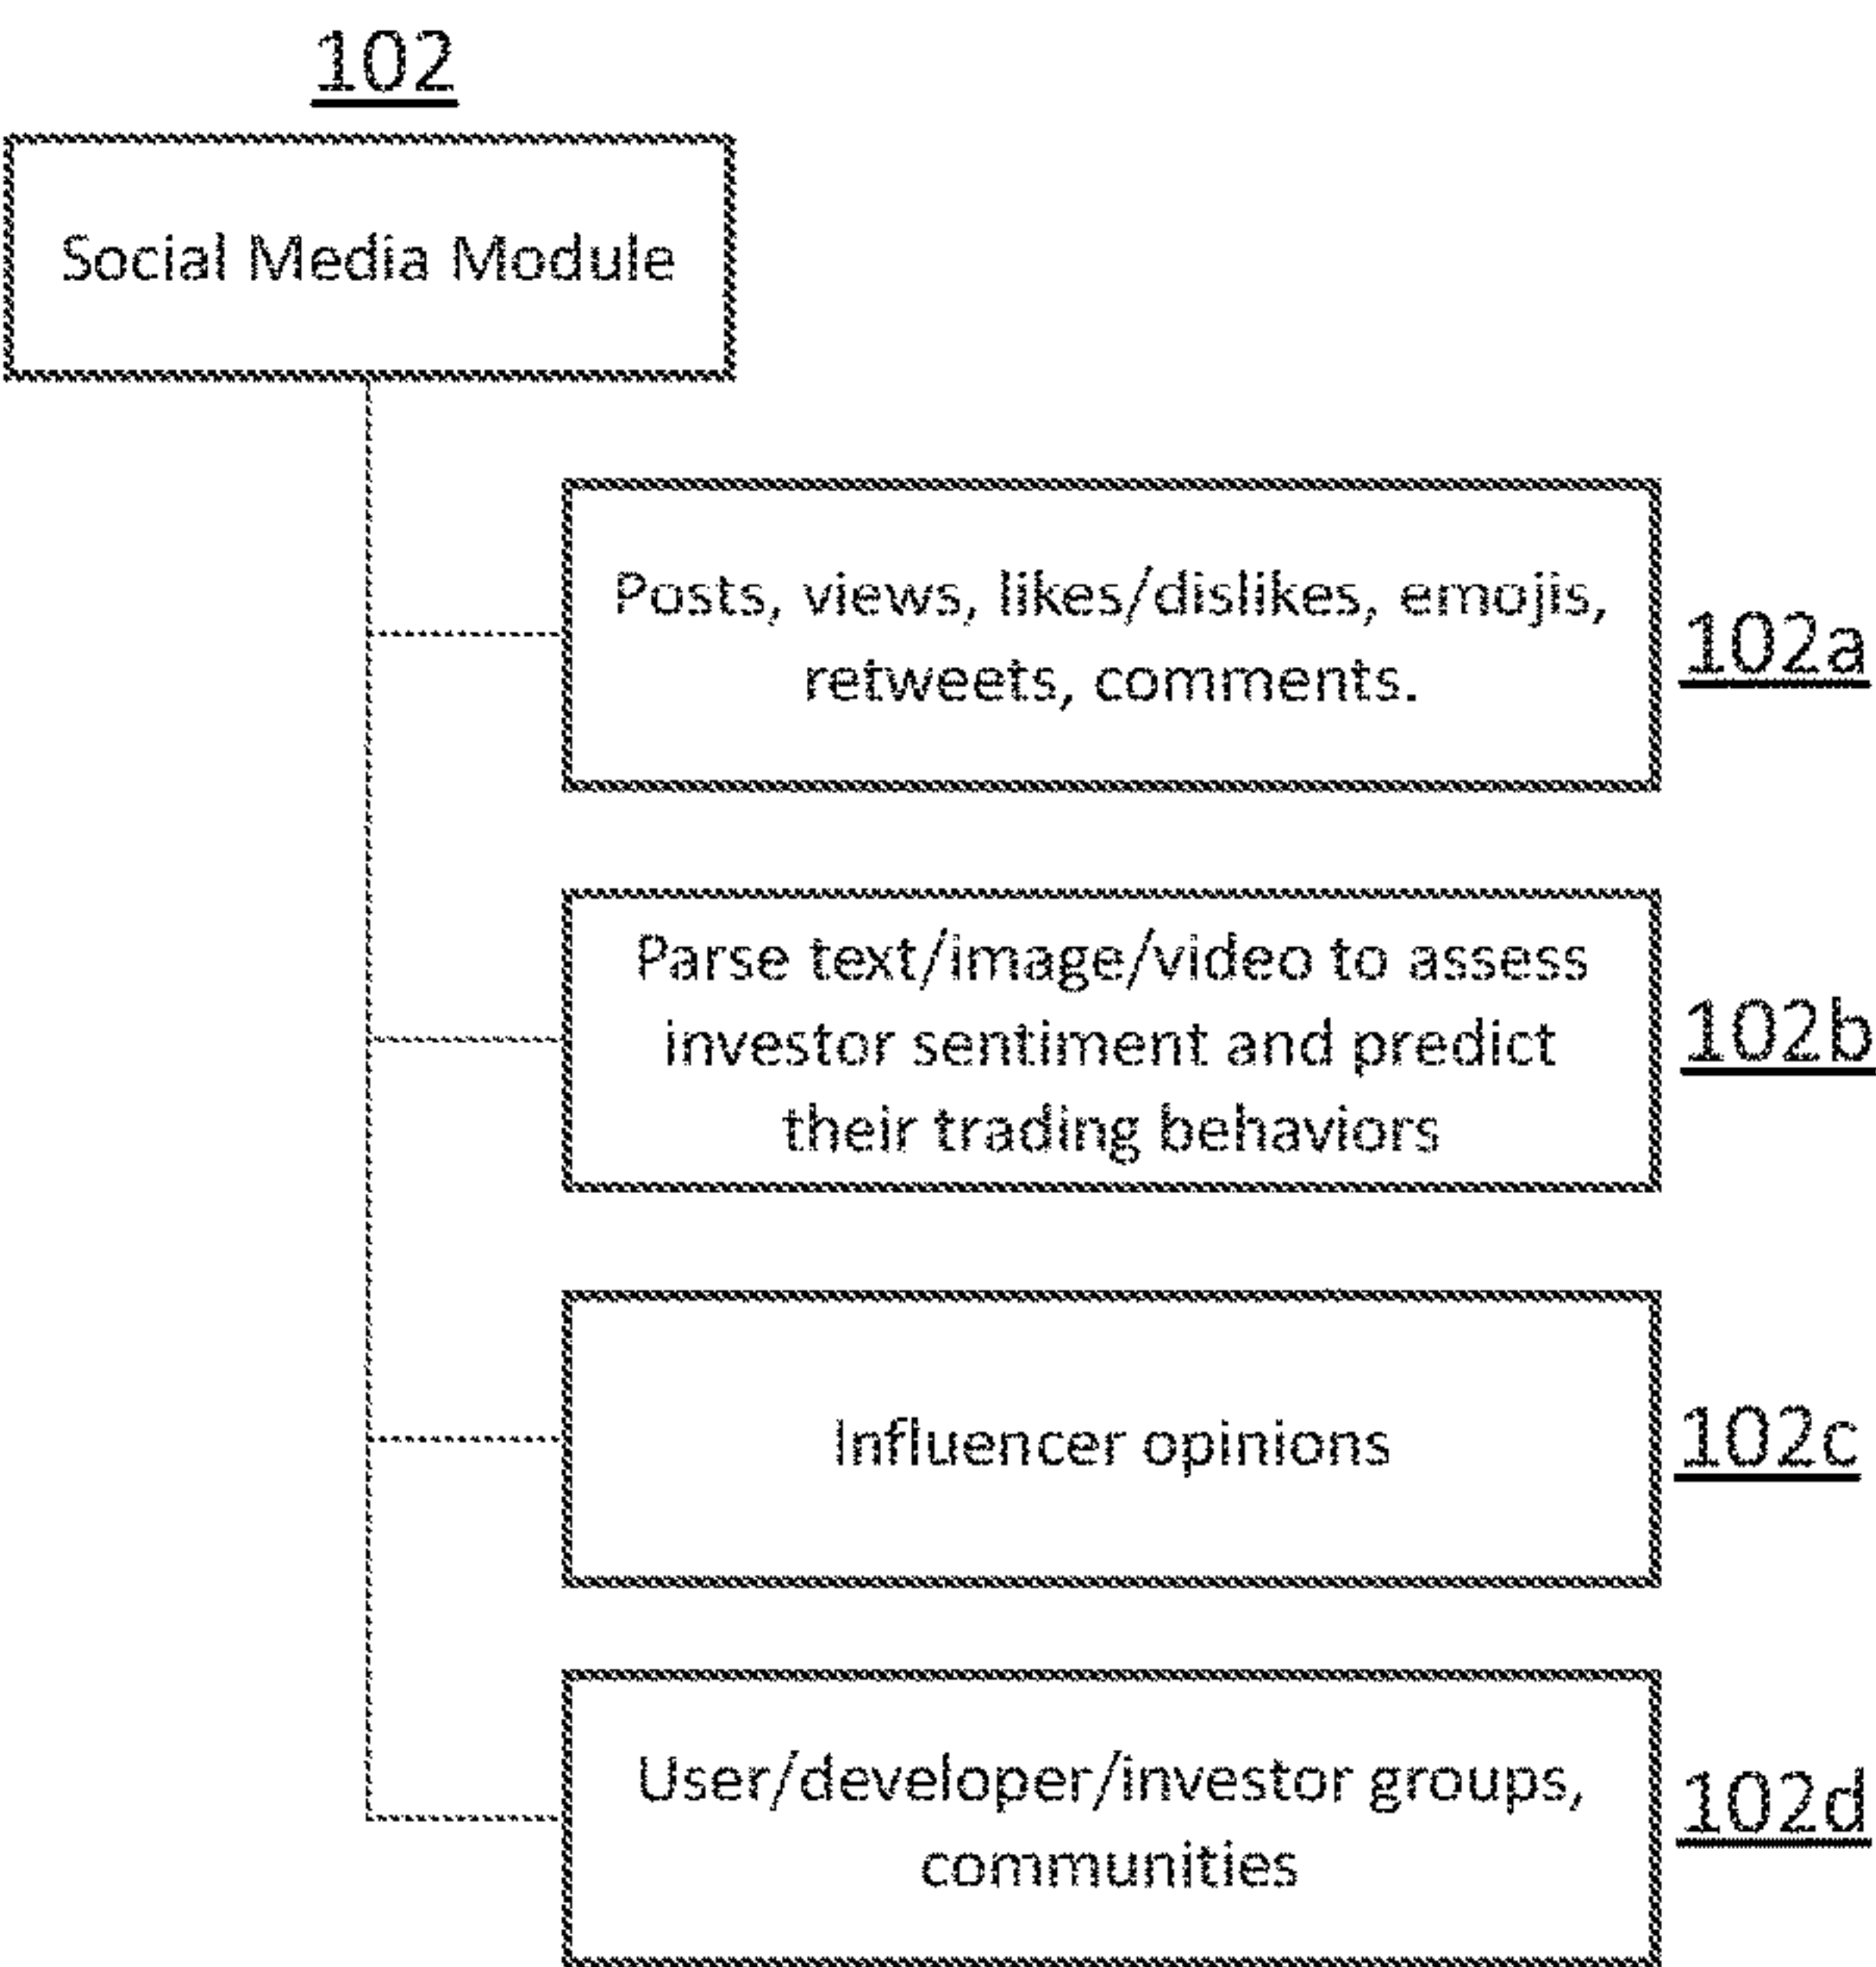 102
Social Media Module
Posts, views, likes/dislikes, emojis,
retweets, comments.
102a
Parse text/image/video to assess
investor sentiment and predict
their trading behaviors
102b
Influencer opinions
102c
User/developer/investor groups,
communities
102d